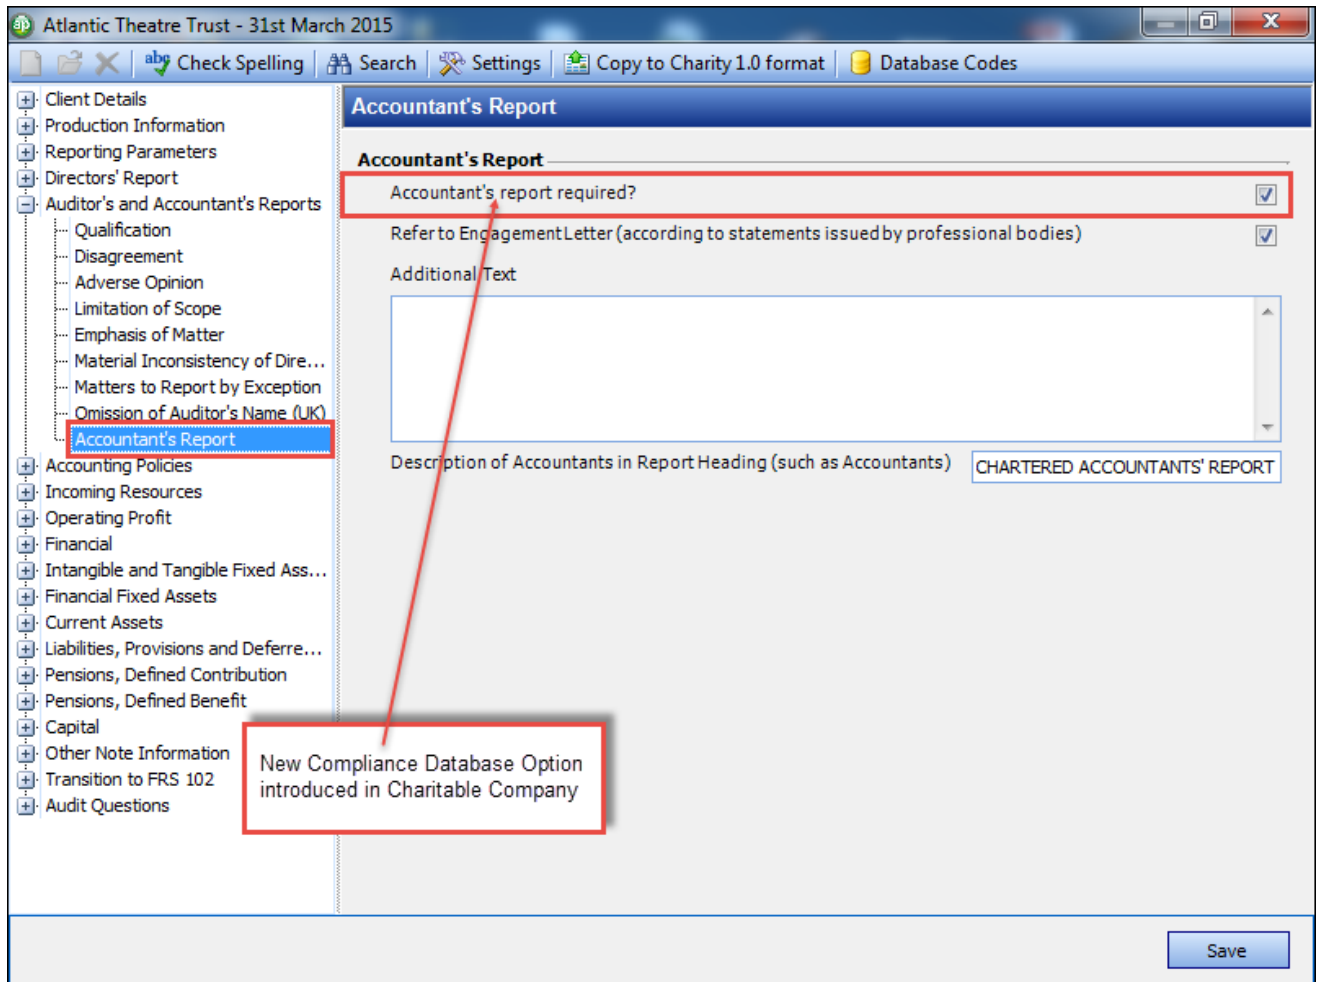 Atlantic Theatre Trust - 31st March 2015
Check Spelling Search Settings Copy to Charity 1.0 format Database Codes
Client Details
Production Information
Reporting Parameters
Directors' Report
Auditor's and Accountant's Reports
Qualification
Disagreement
Adverse Opinion
Limitation of Scope
Emphasis of Matter
Material Inconsistency of Dire...
Matters to Report by Exception
Omission of Auditor's Name (UK)
Accountant's Report
Accounting Policies
Incoming Resources
Operating Profit
Financial
Intangible and Tangible Fixed Ass...
Financial Fixed Assets
Current Assets
Liabilities, Provisions and Deferre...
Pensions, Defined Contribution
Pensions, Defined Benefit
Capital
Other Note Information
Transition to FRS 102
Audit Questions
Accountant's Report
Accountant's Report
Accountant's report required?
Refer to Engagement Letter (according to statements issued by professional bodies)
Additional Text
Description of Accountants in Report Heading (such as Accountants) CHARTERED ACCOUNTANTS' REPORT
New Compliance Database Option
introduced in Charitable Company
Save